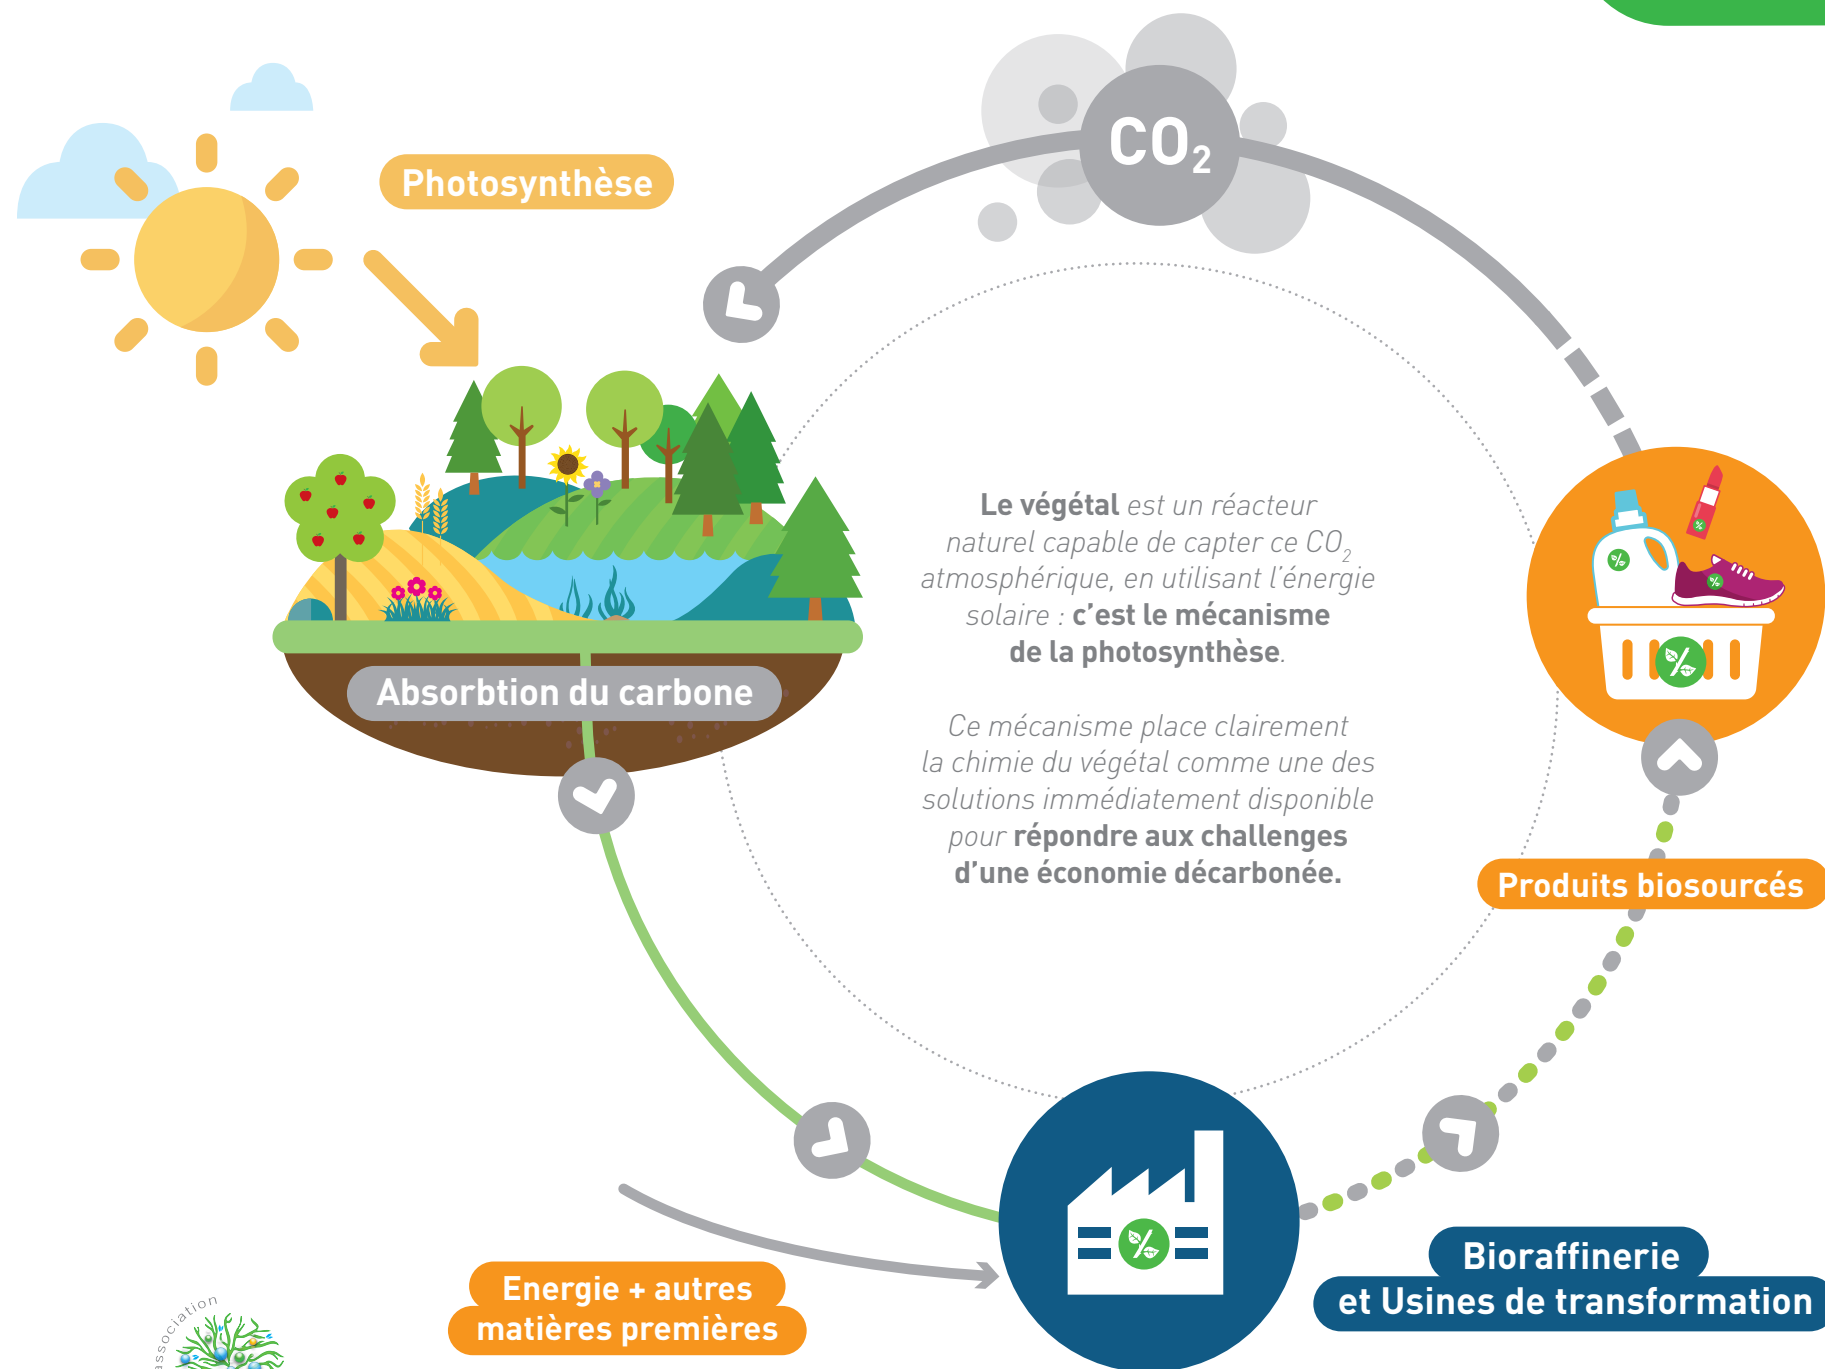 Photosynthèse
CO₂
Le végétal est un réacteur
naturel capable de capter ce CO₂
atmosphérique, en utilisant l’énergie
solaire : c’est le mécanisme
de la photosynthèse.
Absorbtion du carbone
Ce mécanisme place clairement
la chimie du végétal comme une des
solutions immédiatement disponible
pour répondre aux challenges
d’une économie décarbonée.
Produits biosourcés
Bioraffinerie
et Usines de transformation
Energie + autres
matières premières
association